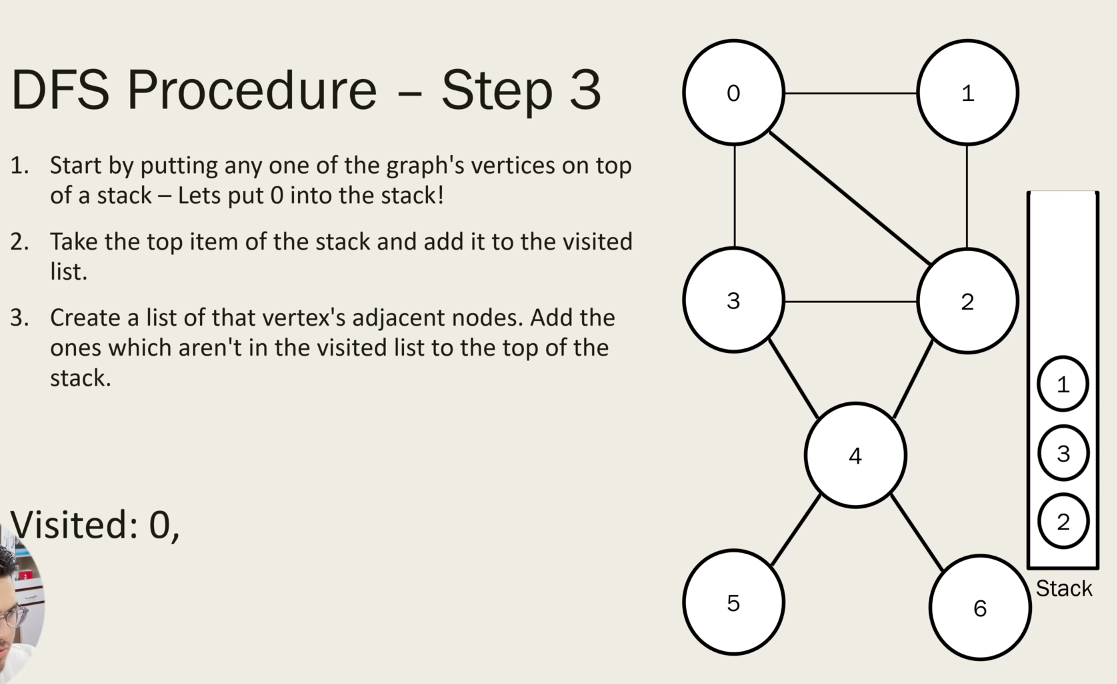 DFS Procedure – Step 3
1. Start by putting any one of the graph's vertices on top
of a stack – Lets put 0 into the stack!
2. Take the top item of the stack and add it to the visited
list.
3. Create a list of that vertex's adjacent nodes. Add the
ones which aren't in the visited list to the top of the
stack.
Visited: 0,
0
1
3
2
4
5
6
1
3
2
Stack